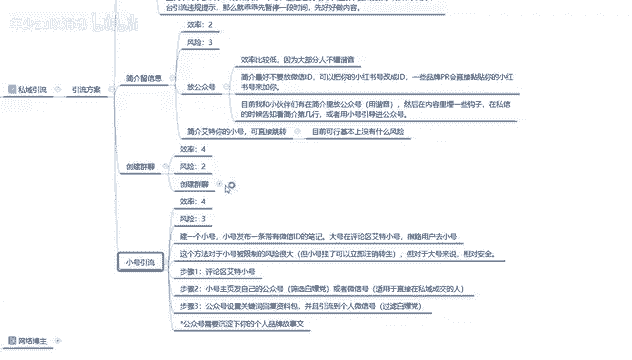 台引流违规提示，那么就乖乖先暂停一段时间，先好好做内容。
效率：2
风险：3
简介留信息
放公众号
效率比较低，因为大部分人不懂谐音
简介最好不要放微信ID，可以把你的小红书号改成ID，一些品牌PR会直接黏贴你的小红
书号来加你。
目前我和小伙伴们有在简介里放公众号（用谐音），然后在内容里埋一些钩子，在私信
的时候告知看简介第几行，或者用小号引导进公众号。
简介艾特你的小号，可直接跳转
目前可行基本上没有什么风险
私域引流
引流方案
创建群聊
效率：4
风险：2
创建群聊
小号引流
效率：4
风险：3
建一个小号，小号发布一条带有微信ID的笔记。大号在评论区艾特小号，
用户去小号
这个方法对于小号被限制的风险很大（但小号挂了可以立即注销转生），但对于大号来说，相对安全。
步骤1：评论区艾特小号
步骤2：小号主页发自己的公众号（筛选白嫖党）或者微信号（适用于直接在私域成交的人）
步骤3：公众号设置关键词回复资料包，并且引流到个人微信号（过滤白嫖党）
*公众号需要沉淀下你的个人品牌故事文
网络博主